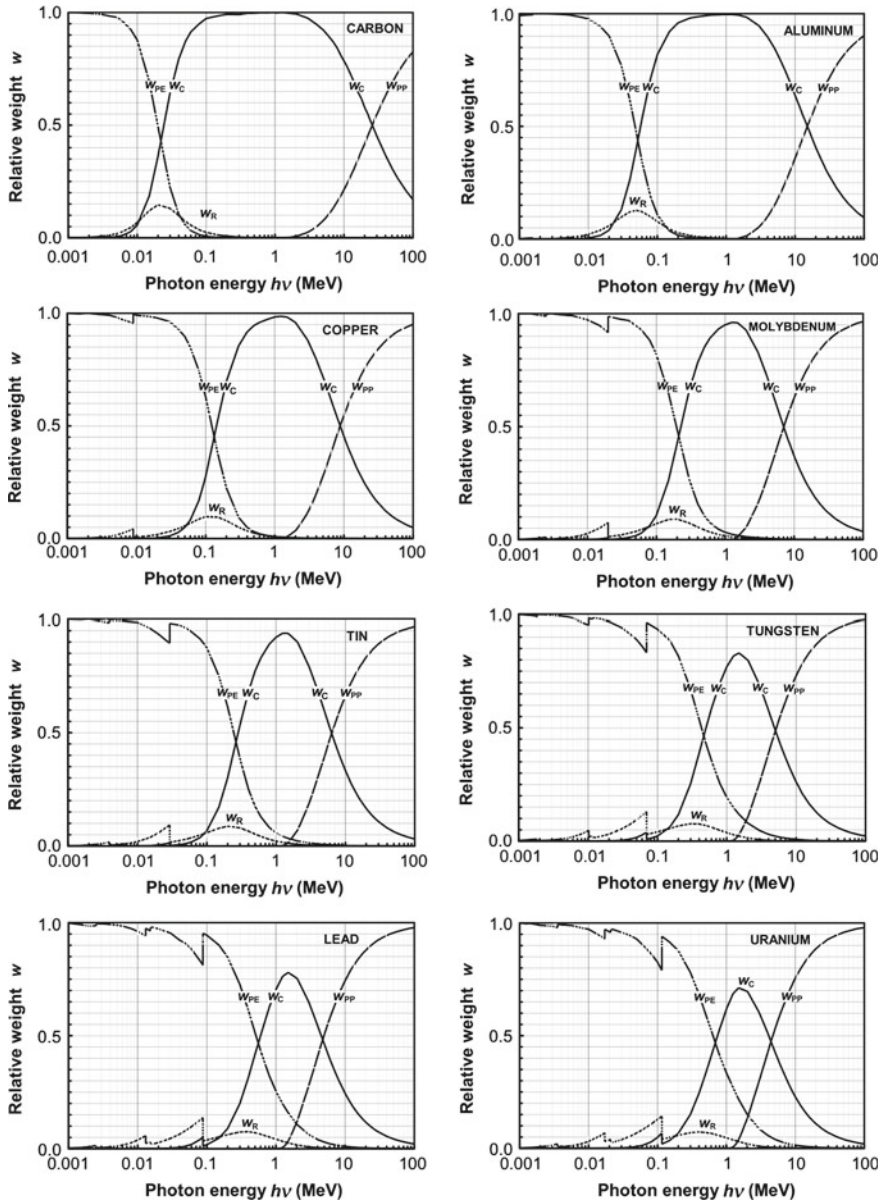 CARBON
Relative weight w
1.0
0.5
0.0
wPE
wC
wC
wPP
wR
0.001 0.01 0.1 1 10 100
Photon energy hν (MeV)
ALUMINUM
Relative weight w
1.0
0.5
0.0
wPE
wC
wC
wPP
wR
0.001 0.01 0.1 1 10 100
Photon energy hν (MeV)
COPPER
Relative weight w
1.0
0.5
0.0
wPE
wC
wC
wPP
wR
0.001 0.01 0.1 1 10 100
Photon energy hν (MeV)
MOLYBDENUM
Relative weight w
1.0
0.5
0.0
wPE
wC
wC
wPP
wR
0.001 0.01 0.1 1 10 100
Photon energy hν (MeV)
TIN
Relative weight w
1.0
0.5
0.0
wPE
wC
wC
wPP
wR
0.001 0.01 0.1 1 10 100
Photon energy hν (MeV)
TUNGSTEN
Relative weight w
1.0
0.5
0.0
wPE
wC
wC
wPP
wR
0.001 0.01 0.1 1 10 100
Photon energy hν (MeV)
LEAD
Relative weight w
1.0
0.5
0.0
wPE
wC
wPP
wR
0.001 0.01 0.1 1 10 100
Photon energy hν (MeV)
URANIUM
Relative weight w
1.0
0.5
0.0
wPE
wC
wPP
wR
0.001 0.01 0.1 1 10 100
Photon energy hν (MeV)